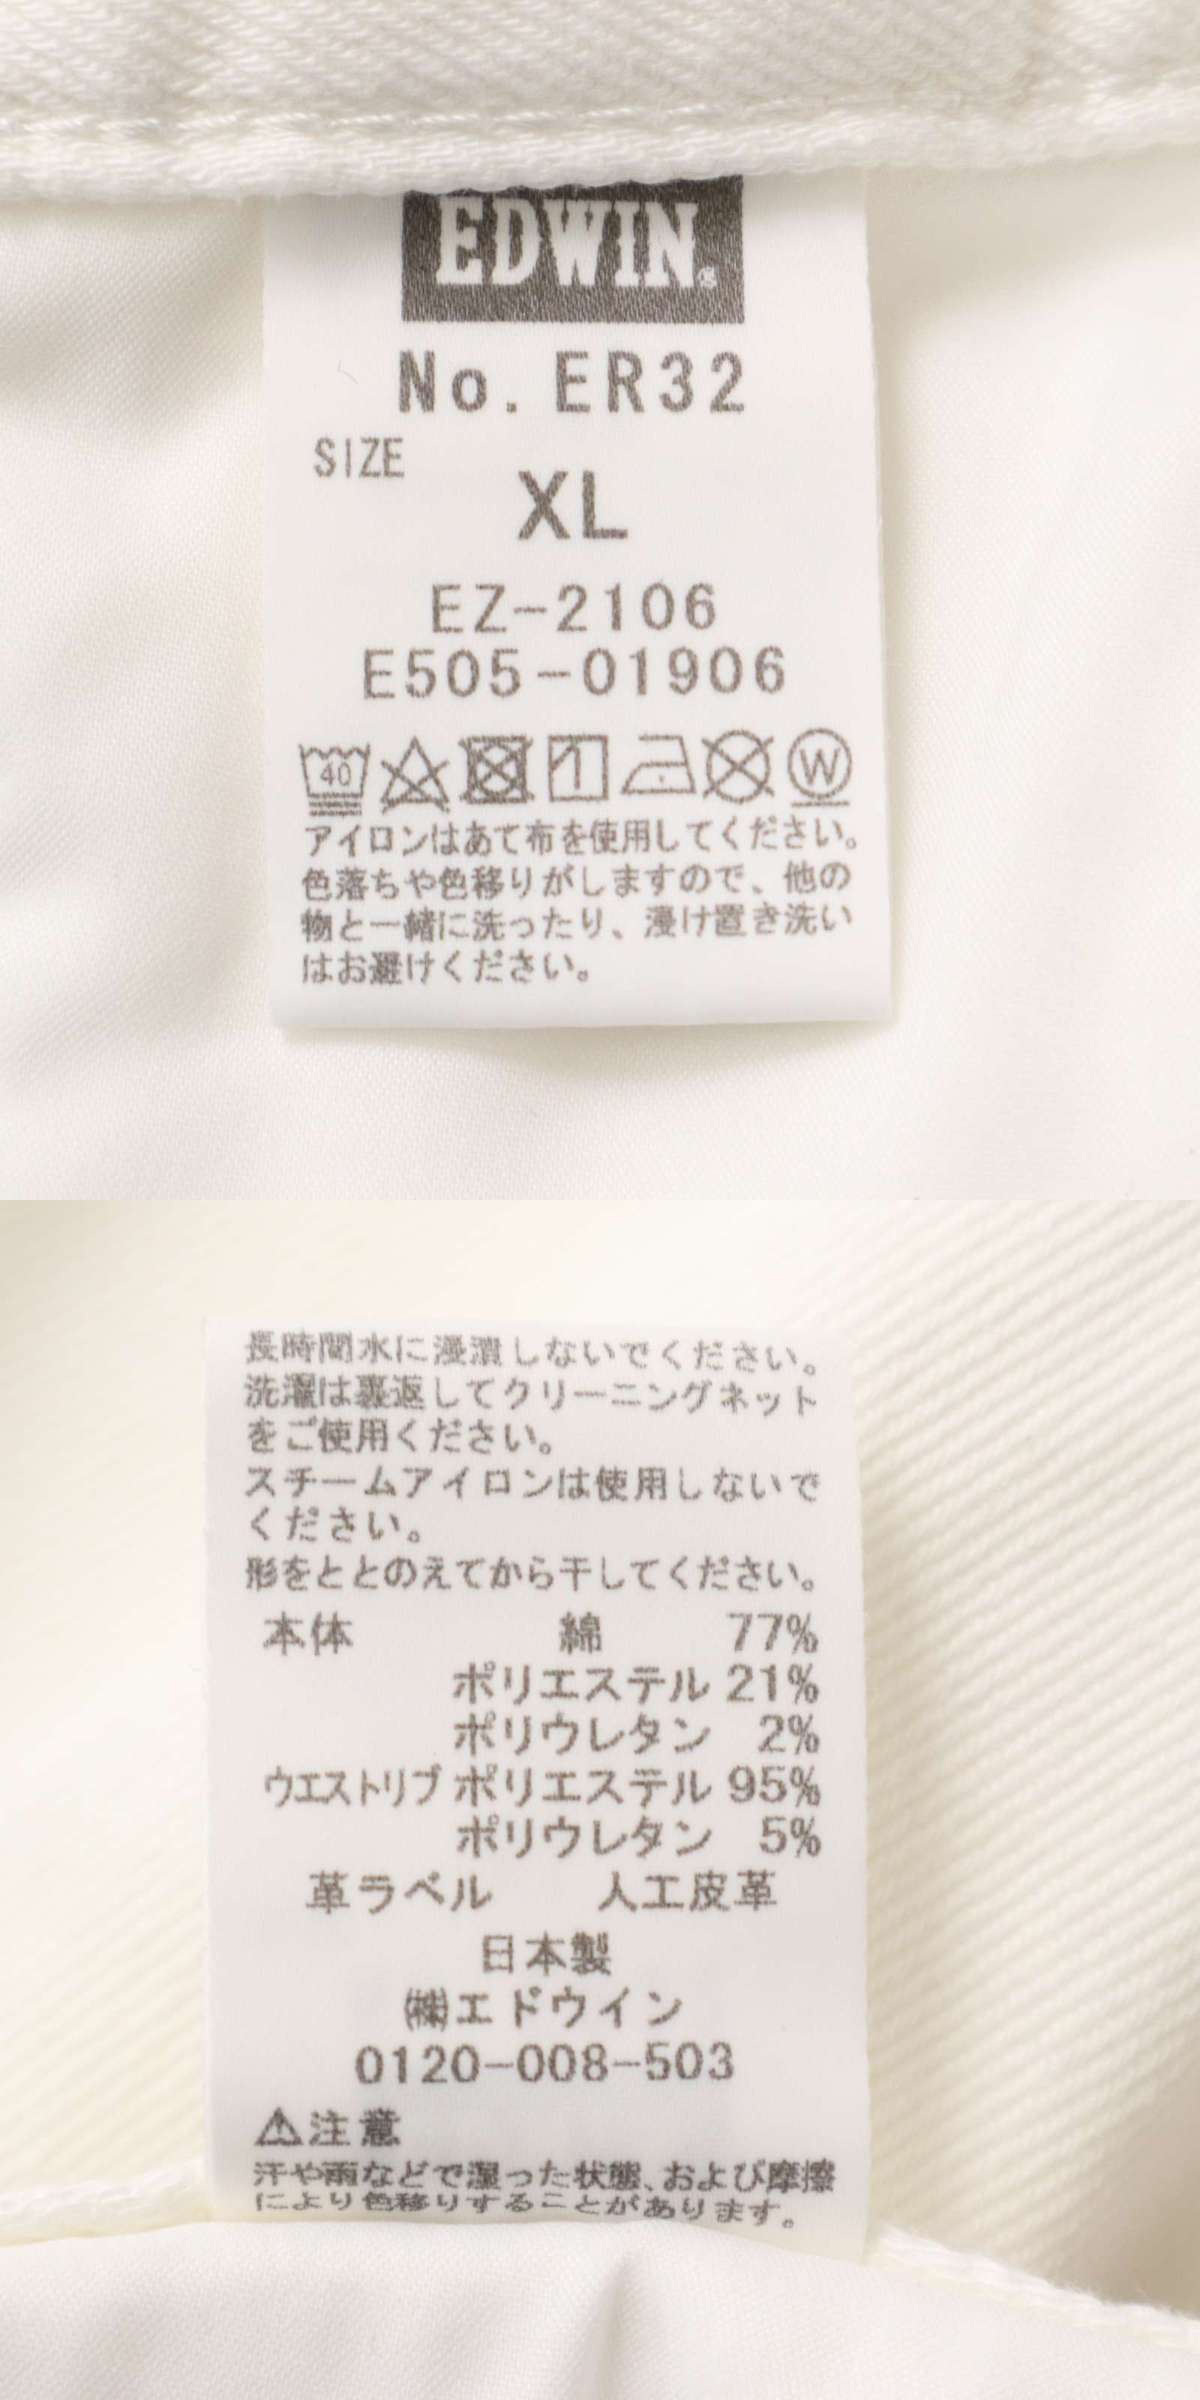 EDWIN®
No.ER32
SIZE
XL
EZ-2106
E505-01906
40
W
アイロンはあて布を使用してください。
色落ちや色移りがしますので、他の
物と一緒に洗ったり、浸け置き洗い
はお避けください。
長時間水に浸漬しないでください。
洗濯は裏返してクリーニングネット
をご使用ください。
スチームアイロンは使用しないで
ください。
形をととのえてから干してください。
本体 綿 77%
ポリエステル 21%
ポリウレタン 2%
ウエストリブ ポリエステル 95%
ポリウレタン 5%
革ラベル 人工皮革
日本製
㈱エドウイン
0120-008-503
⚠注意
汗や雨などで湿った状態、および摩擦
により色移りすることがあります。